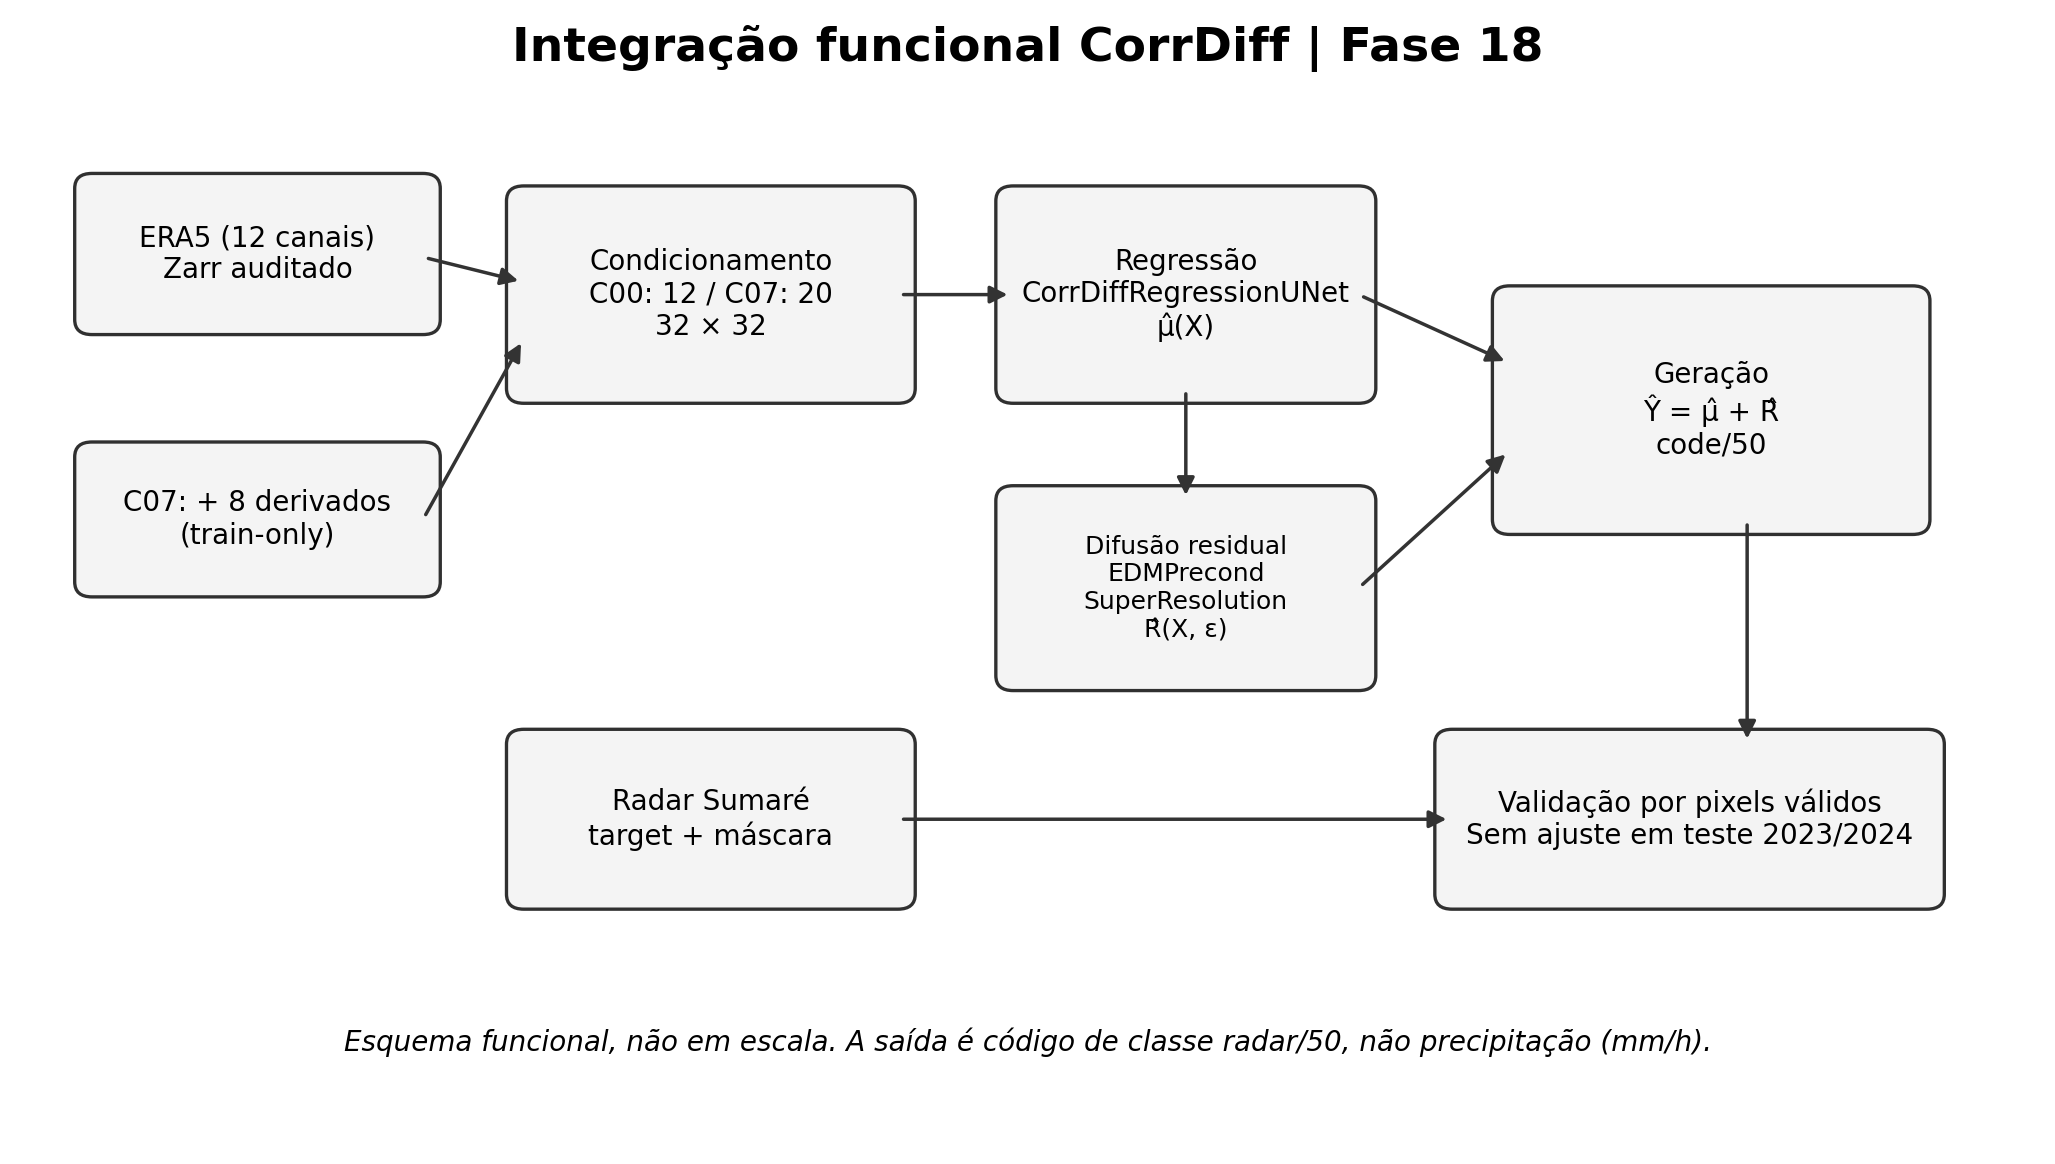 Integração funcional CorrDiff | Fase 18
ERA5 (12 canais)
Zarr auditado
C07: + 8 derivados
(train-only)
Condicionamento
C00: 12 / C07: 20
32 × 32
Regressão
CorrDiffRegressionUNet
μ̂(X)
Difusão residual
EDMPrecond
SuperResolution
R̂(X, ε)
Geração
Ŷ = μ̂ + R̂
code/50
Radar Sumaré
target + máscara
Validação por pixels válidos
Sem ajuste em teste 2023/2024
Esquema funcional, não em escala. A saída é código de classe radar/50, não precipitação (mm/h).